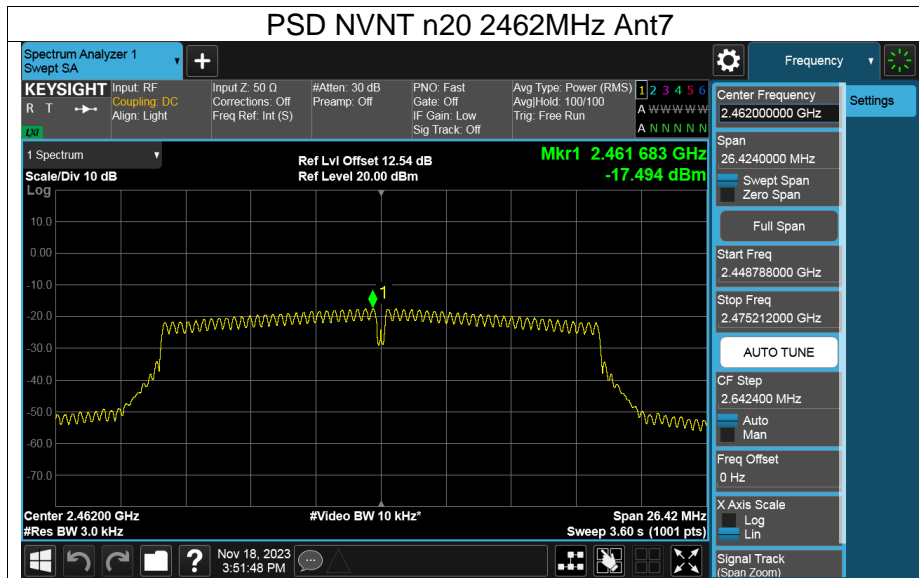 PSD NVNT n20 2462MHz Ant7
Spectrum Analyzer 1
Swept SA
+
Frequency
KEYSIGHT
R T
LXI
Input: RF
Coupling: DC
Align: Light
Input Z: 50 Ω
Corrections: Off
Freq Ref: Int (S)
#Atten: 30 dB
Preamp: Off
PNO: Fast
Gate: Off
IF Gain: Low
Sig Track: Off
Avg Type: Power (RMS)
Avg|Hold: 100/100
Trig: Free Run
1 2 3 4 5 6
A W W W W W
A N N N N N
1 Spectrum
Scale/Div 10 dB
Ref Lvl Offset 12.54 dB
Ref Level 20.00 dBm
Mkr1 2.461 683 GHz
-17.494 dBm
Log
10.0
0.00
-10.0
-20.0
-30.0
-40.0
-50.0
-60.0
-70.0
1
Center 2.46200 GHz
#Res BW 3.0 kHz
#Video BW 10 kHz*
Span 26.42 MHz
Sweep 3.60 s (1001 pts)
Center Frequency
2.462000000 GHz
Span
26.4240000 MHz
Swept Span
Zero Span
Full Span
Start Freq
2.448788000 GHz
Stop Freq
2.475212000 GHz
AUTO TUNE
CF Step
2.642400 MHz
Auto
Man
Freq Offset
0 Hz
X Axis Scale
Log
Lin
Signal Track
(Span Zoom)
Settings
?
Nov 18, 2023
3:51:48 PM